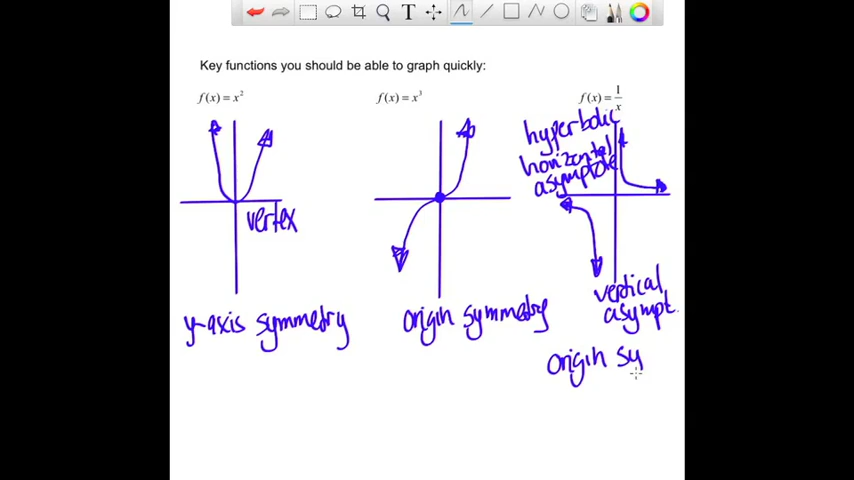 Key functions you should be able to graph quickly:
f(x) = x²
f(x) = x³
f(x) = 1/x
hyperbolic
horizontal
asymptote
vertex
vertical
asympt.
y-axis symmetry
origin symmetry
origin sy